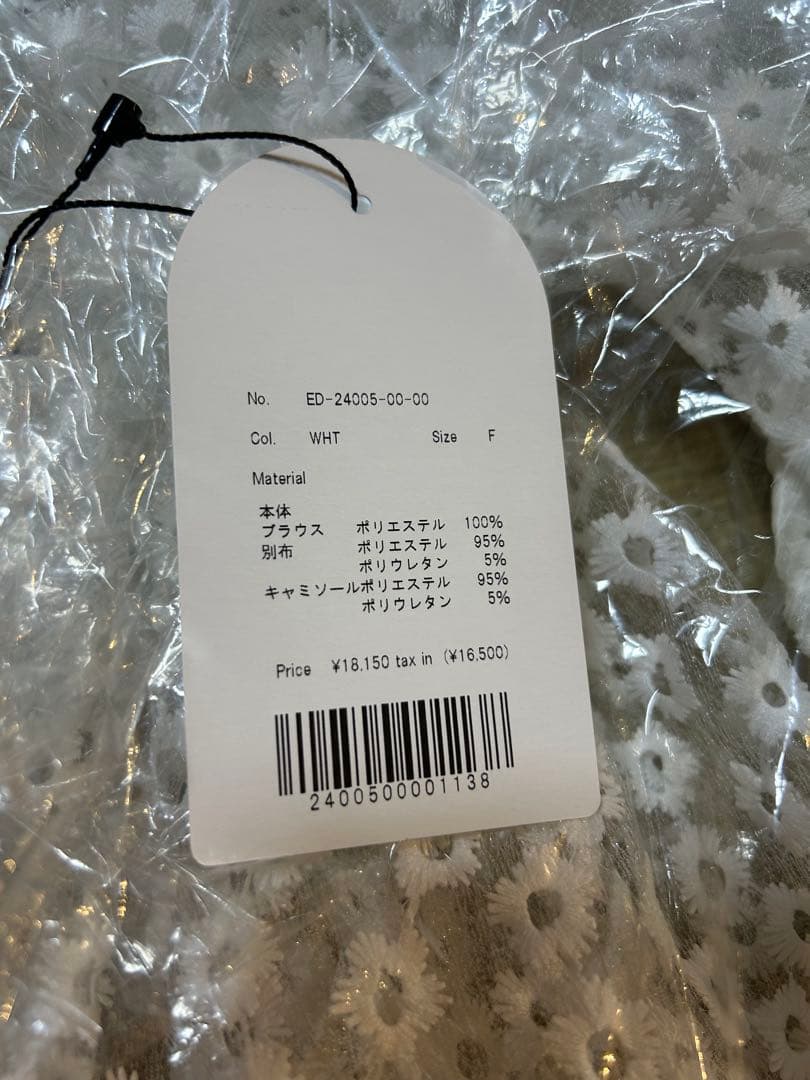 No. ED-24005-00-00
Col. WHT Size F
Material
本体
ブラウス ポリエステル 100%
別布 ポリエステル 95%
ポリウレタン 5%
キャミソールポリエステル 95%
ポリウレタン 5%
Price ¥18,150 tax in (¥16,500)
2400500001138